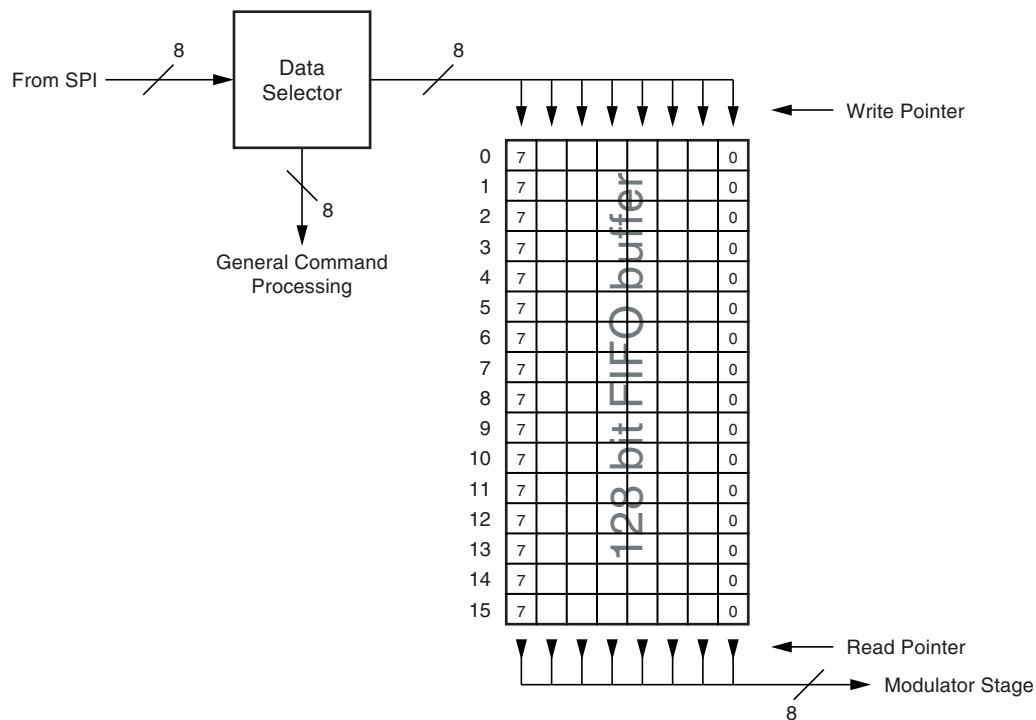 8
From SPI
Data
Selector
8
Write Pointer
8
General Command
Processing
0 7 0
1 7 0
2 7 0
3 7 0
4 7 0
5 7 0
6 7 0
7 7 0
8 7 0
9 7 0
10 7 0
11 7 0
12 7 0
13 7 0
14 7 0
15 7 0
128 bit FIFO buffer
Read Pointer
Modulator Stage
8